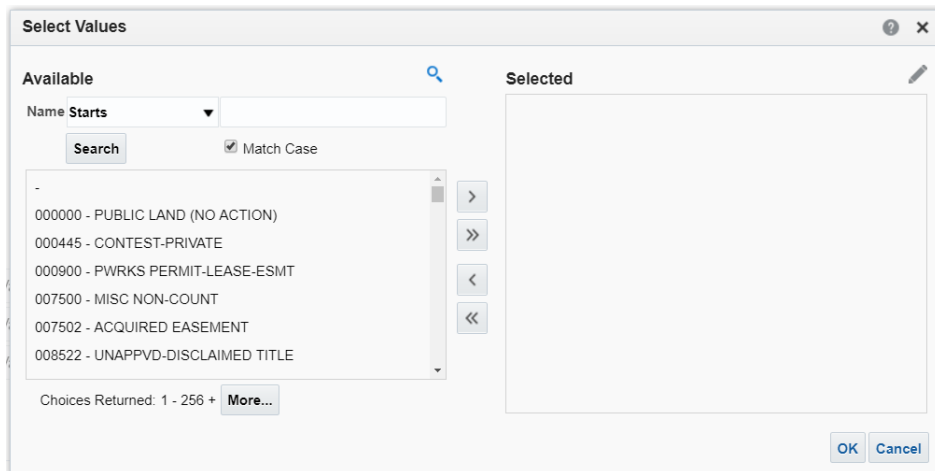 Select Values
Available
Selected
Name Starts
Search
Match Case
-
000000 - PUBLIC LAND (NO ACTION)
000445 - CONTEST-PRIVATE
000900 - PWRKS PERMIT-LEASE-ESMT
007500 - MISC NON-COUNT
007502 - ACQUIRED EASEMENT
008522 - UNAPPVD-DISCLAIMED TITLE
Choices Returned: 1 - 256 + More...
OK Cancel